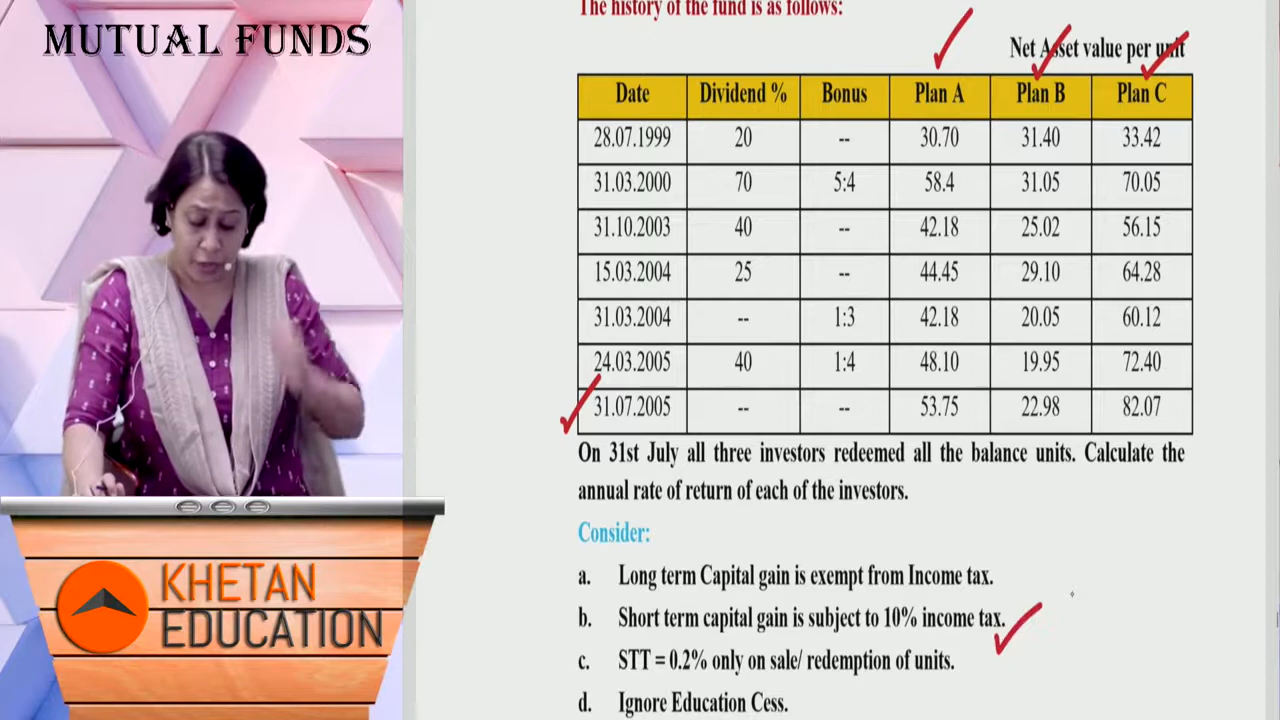 MUTUAL FUNDS
The history of the fund is as follows:
Net Asset value per unit
Date Dividend % Bonus Plan A Plan B Plan C
28.07.1999 20 -- 30.70 31.40 33.42
31.03.2000 70 5:4 58.4 31.05 70.05
31.10.2003 40 -- 42.18 25.02 56.15
15.03.2004 25 -- 44.45 29.10 64.28
31.03.2004 -- 1:3 42.18 20.05 60.12
24.03.2005 40 1:4 48.10 19.95 72.40
31.07.2005 -- -- 53.75 22.98 82.07
On 31st July all three investors redeemed all the balance units. Calculate the
annual rate of return of each of the investors.
Consider:
a. Long term Capital gain is exempt from Income tax.
b. Short term capital gain is subject to 10% income tax.
c. STT = 0.2% only on sale/ redemption of units.
d. Ignore Education Cess.
KHETAN
EDUCATION